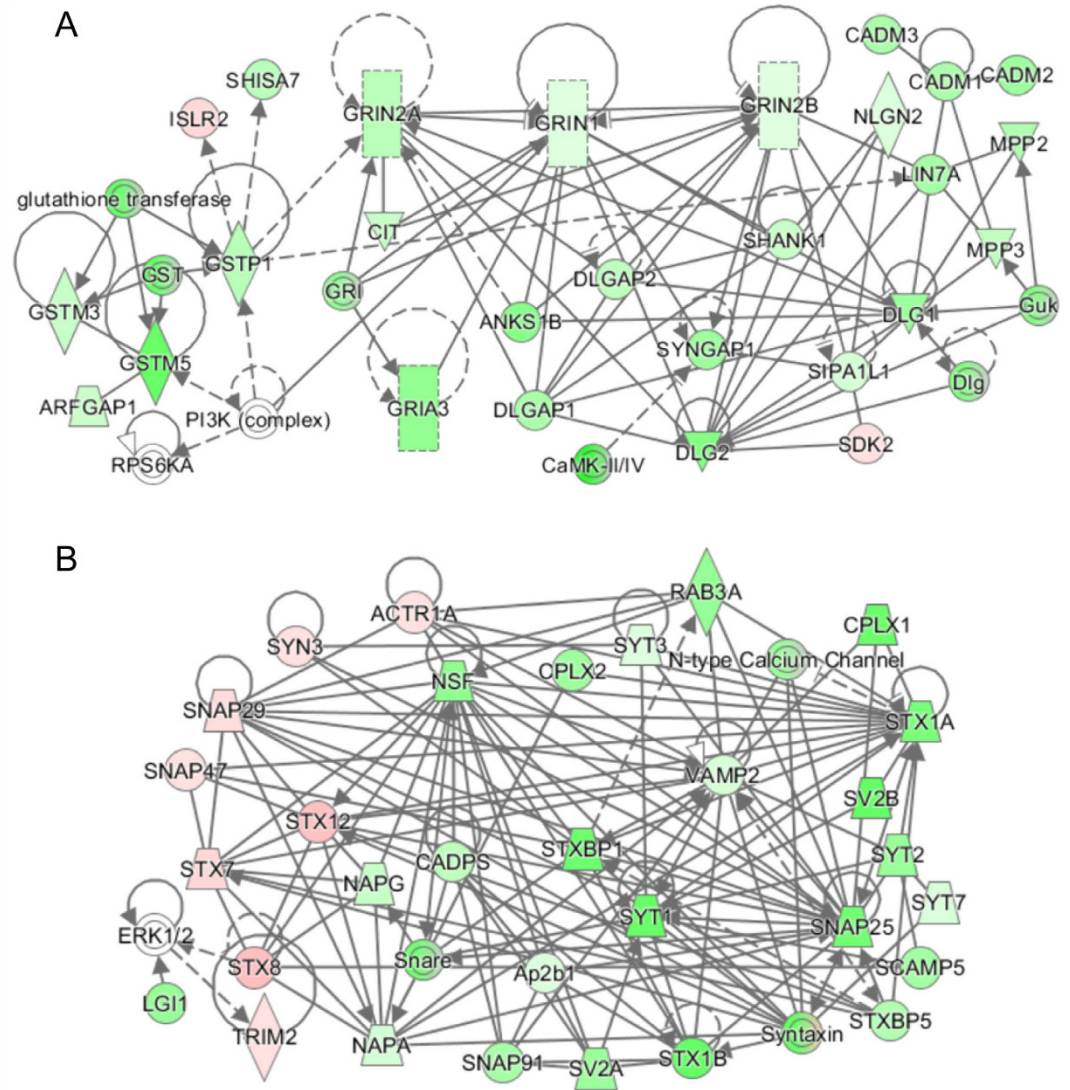 A
CADM3
SHISA7
CADM1
CADM2
GRIN2A
GRIN1
GRIN2B
NLGN2
ISLR2
MPP2
LIN7A
glutathione transferase
CIT
SHANK1
MPP3
GST
GSTP1
DLGAP2
GRI
GSTM3
ANKS1B
DLG1
Guk
GSTM5
SYNGAP1
SIPA1L1
Dlg
ARFGAP1
PI3K (complex)
GRIA3
DLGAP1
RPS6KA
CaMK-II/IV
DLG2
SDK2
B
RAB3A
ACTR1A
CPLX1
SYN3
SYT3
N-type Calcium Channel
CPLX2
NSF
SNAP29
STX1A
SNAP47
VAMP2
SV2B
STX12
STXBP1
SYT2
CADPS
STX7
NAPG
SYT7
SYT1
SNAP25
ERK1/2
STX8
Snare
Ap2b1
SCAMP5
LGI1
TRIM2
NAPA
STXBP5
Syntaxin
SNAP91
SV2A
STX1B